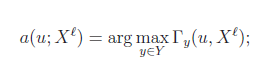 a(u; X^ℓ) = arg max_{y∈Y} Γ_y(u, X^ℓ);